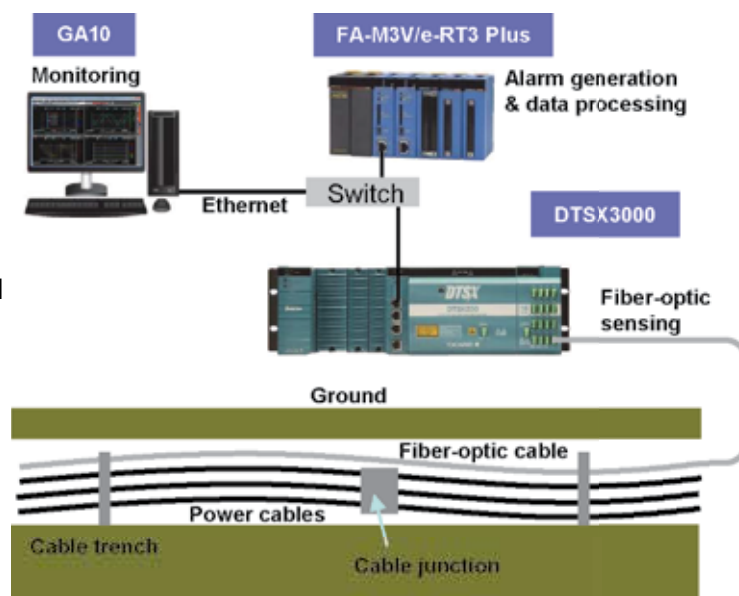 GA10
FA-M3V/e-RT3 Plus
Monitoring
Alarm generation
& data processing
Switch
Ethernet
DTSX3000
DTSX
Fiber-optic
sensing
Ground
Fiber-optic cable
Power cables
Cable trench
Cable junction